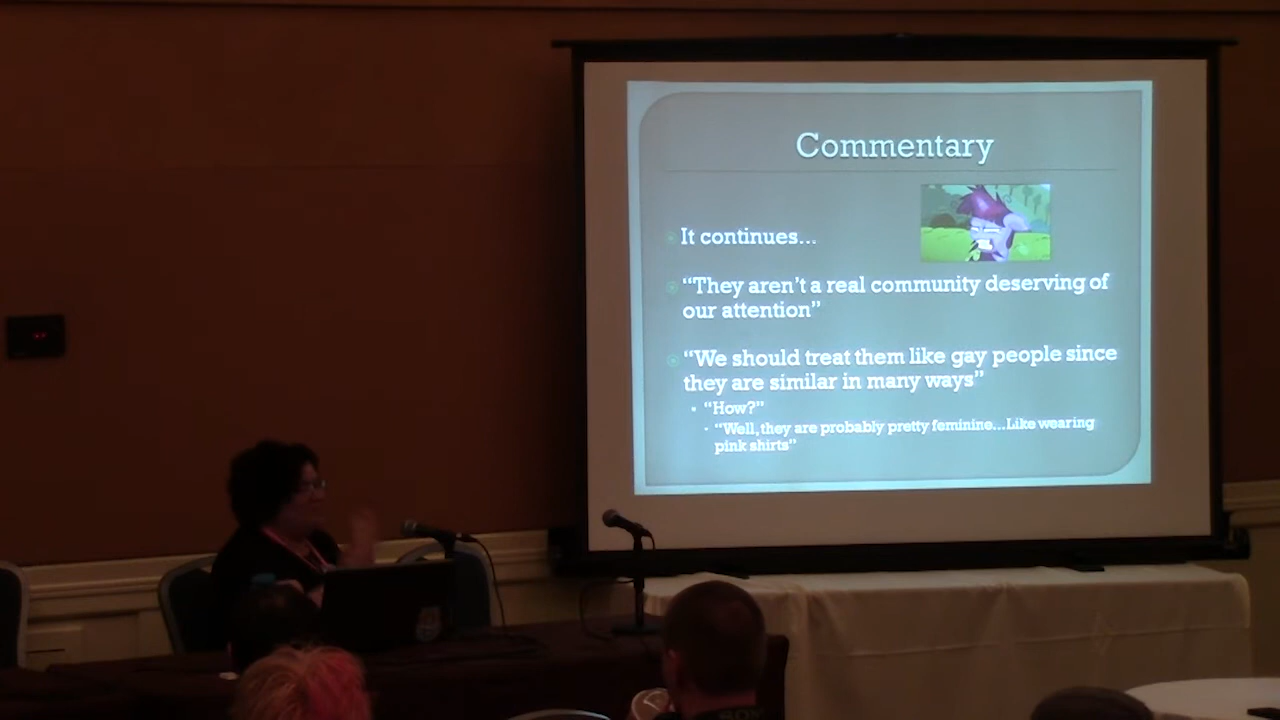 Commentary
It continues...
“They aren’t a real community deserving of
our attention”
“We should treat them like gay people since
they are similar in many ways”
“How?”
“Well, they are probably pretty feminine...Like wearing
pink shirts”